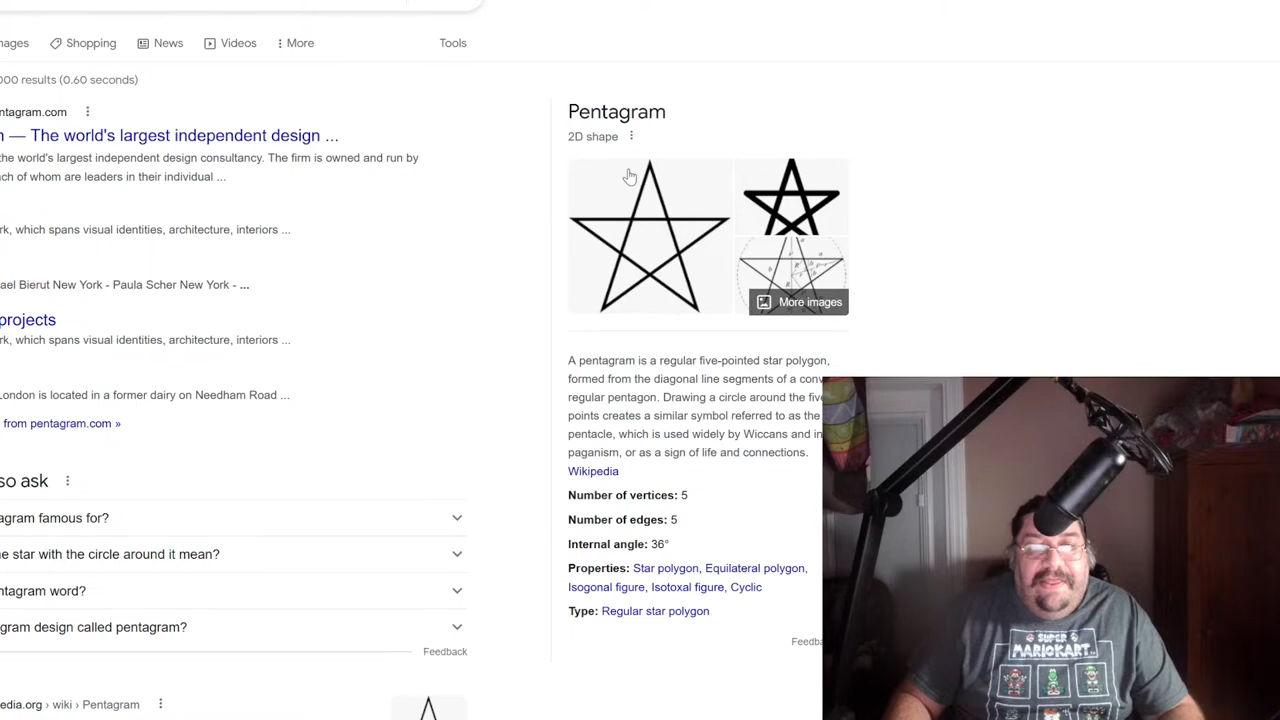 mages
Shopping
News
Videos
More
Tools
000 results (0.60 seconds)
ntagram.com
n — The world's largest independent design ...
the world's largest independent design consultancy. The firm is owned and run by
ach of whom are leaders in their individual ...
rk, which spans visual identities, architecture, interiors ...
ael Bierut New York - Paula Scher New York - ...
projects
rk, which spans visual identities, architecture, interiors ...
London is located in a former dairy on Needham Road ...
from pentagram.com »
so ask
agram famous for?
ne star with the circle around it mean?
ntagram word?
gram design called pentagram?
Feedback
edia.org › wiki › Pentagram
Pentagram
2D shape
More images
A pentagram is a regular five-pointed star polygon,
formed from the diagonal line segments of a conv
regular pentagon. Drawing a circle around the five
points creates a similar symbol referred to as the
pentacle, which is used widely by Wiccans and in
paganism, or as a sign of life and connections.
Wikipedia
Number of vertices: 5
Number of edges: 5
Internal angle: 36°
Properties: Star polygon, Equilateral polygon,
Isogonal figure, Isotoxal figure, Cyclic
Type: Regular star polygon
Feedba
SUPER
MARIOKART